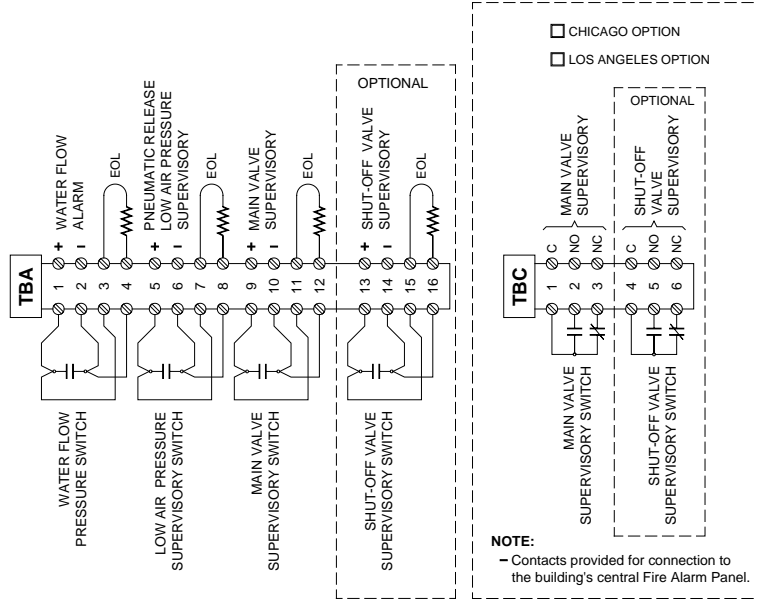 CHICAGO OPTION
LOS ANGELES OPTION
OPTIONAL
OPTIONAL
WATER FLOW
ALARM
EOL
PNEUMATIC RELEASE
LOW AIR PRESSURE
SUPERVISORY
EOL
MAIN VALVE
SUPERVISORY
EOL
SHUT-OFF VALVE
SUPERVISORY
EOL
MAIN VALVE
SUPERVISORY
SHUT-OFF
VALVE
SUPERVISORY
+ − + − + − + −
C NO NC C NO NC
TBA
1 2 3 4 5 6 7 8 9 10 11 12 13 14 15 16
TBC
1 2 3 4 5 6
WATER FLOW
PRESSURE SWITCH
LOW AIR PRESSURE
SUPERVISORY SWITCH
MAIN VALVE
SUPERVISORY SWITCH
SHUT-OFF VALVE
SUPERVISORY SWITCH
MAIN VALVE
SUPERVISORY SWITCH
SHUT-OFF VALVE
SUPERVISORY SWITCH
NOTE:
– Contacts provided for connection to
the building's central Fire Alarm Panel.